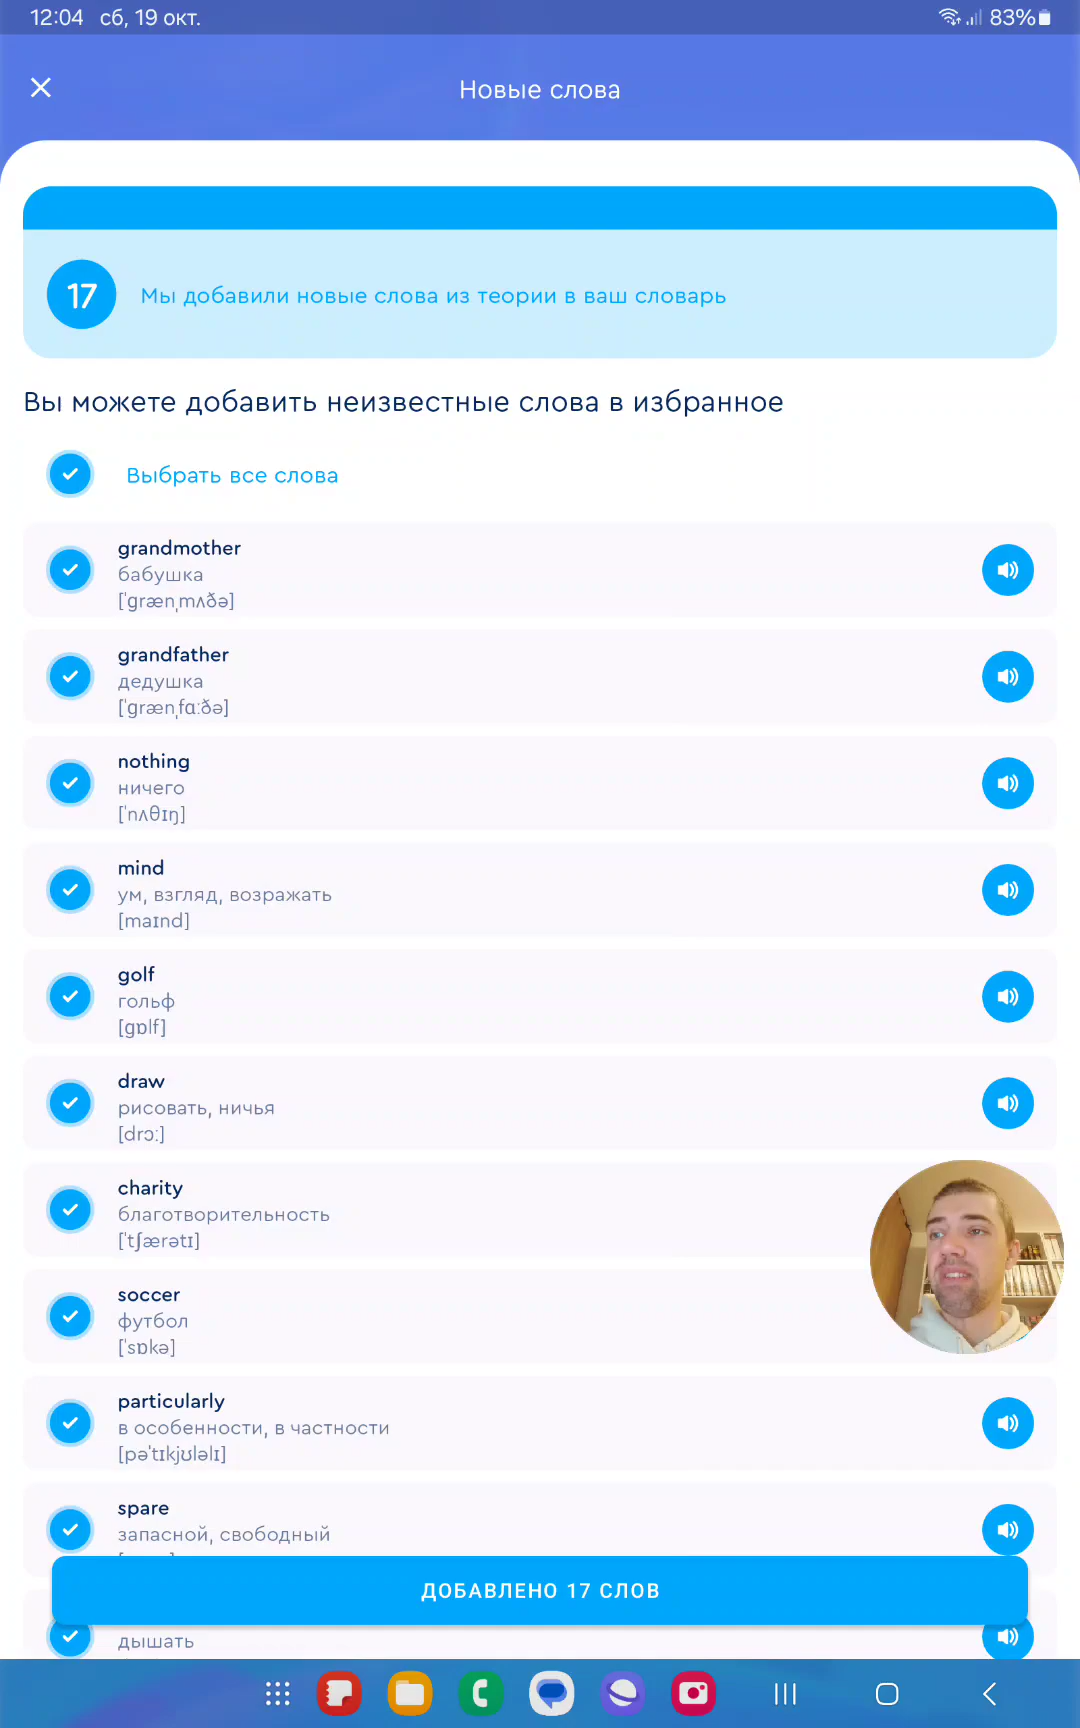 12:04 сб, 19 окт.
83%
Новые слова
17
Мы добавили новые слова из теории в ваш словарь
Вы можете добавить неизвестные слова в избранное
Выбрать все слова
grandmother
бабушка
[ˈgrænˌmʌðə]
grandfather
дедушка
[ˈgrænˌfɑːðə]
nothing
ничего
[ˈnʌθɪŋ]
mind
ум, взгляд, возражать
[maɪnd]
golf
гольф
[gɒlf]
draw
рисовать, ничья
[drɔː]
charity
благотворительность
[ˈtʃærətɪ]
soccer
футбол
[ˈsɒkə]
particularly
в особенности, в частности
[pəˈtɪkjʊləlɪ]
spare
запасной, свободный
ДОБАВЛЕНО 17 СЛОВ
дышать